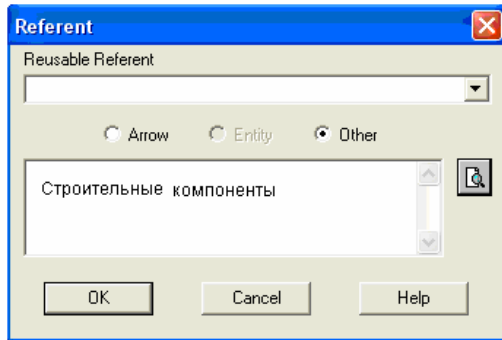 Referent
Reusable Referent
Arrow Entity Other
Строительные компоненты
OK Cancel Help